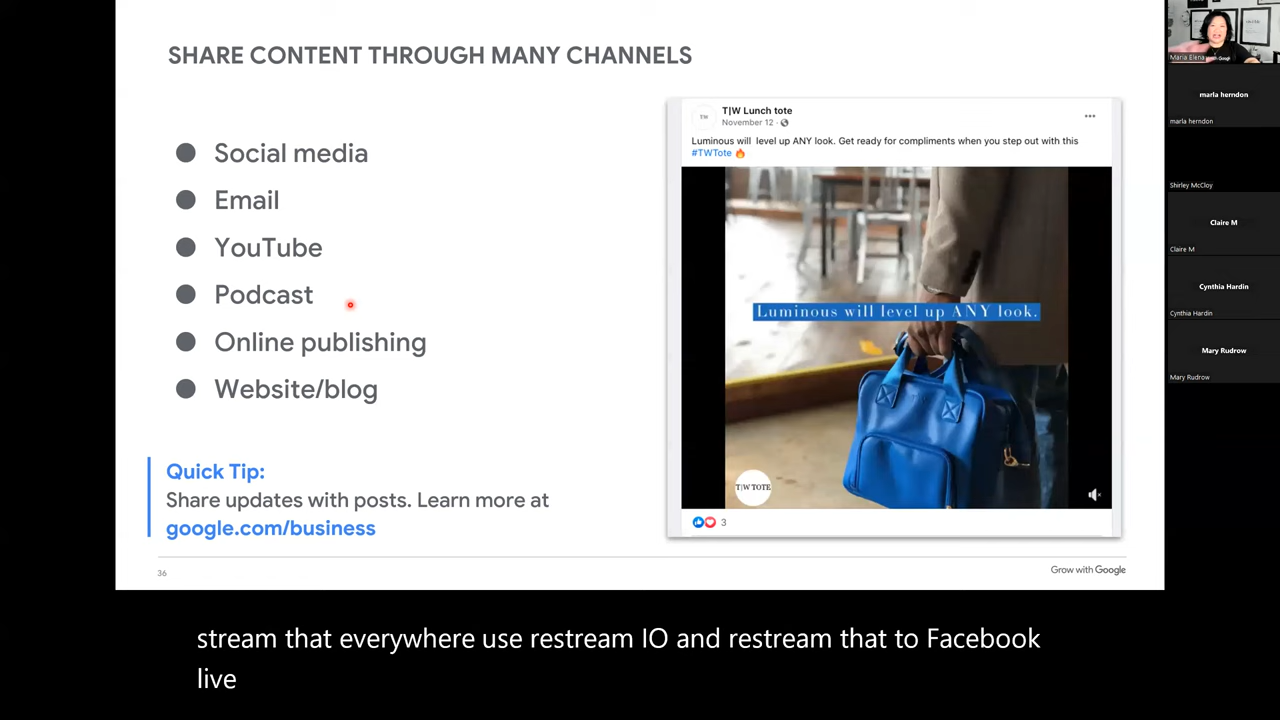 SHARE CONTENT THROUGH MANY CHANNELS
Social media
Email
YouTube
Podcast
Online publishing
Website/blog
Quick Tip:
Share updates with posts. Learn more at
google.com/business
36
Grow with Google
TW
T|W Lunch tote
November 12 ·
Luminous will level up ANY look. Get ready for compliments when you step out with this
#TWTote 🔥
Luminous will level up ANY look.
T|W TOTE
3
stream that everywhere use restream IO and restream that to Facebook
live
Maria Elena
marla herndon
marla herndon
Shirley McCloy
Claire M
Claire M
Cynthia Hardin
Cynthia Hardin
Mary Rudrow
Mary Rudrow